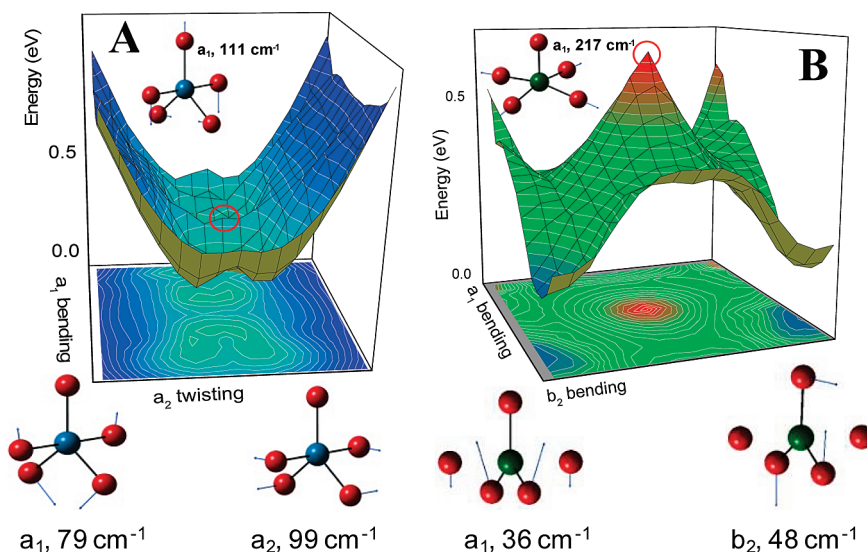 A
a₁, 111 cm⁻¹
Energy (eV)
0.5
0.0
a₁ bending
a₂ twisting
B
a₁, 217 cm⁻¹
Energy (eV)
0.5
0.0
a₁ bending
b₂ bending
a₁, 79 cm⁻¹
a₂, 99 cm⁻¹
a₁, 36 cm⁻¹
b₂, 48 cm⁻¹